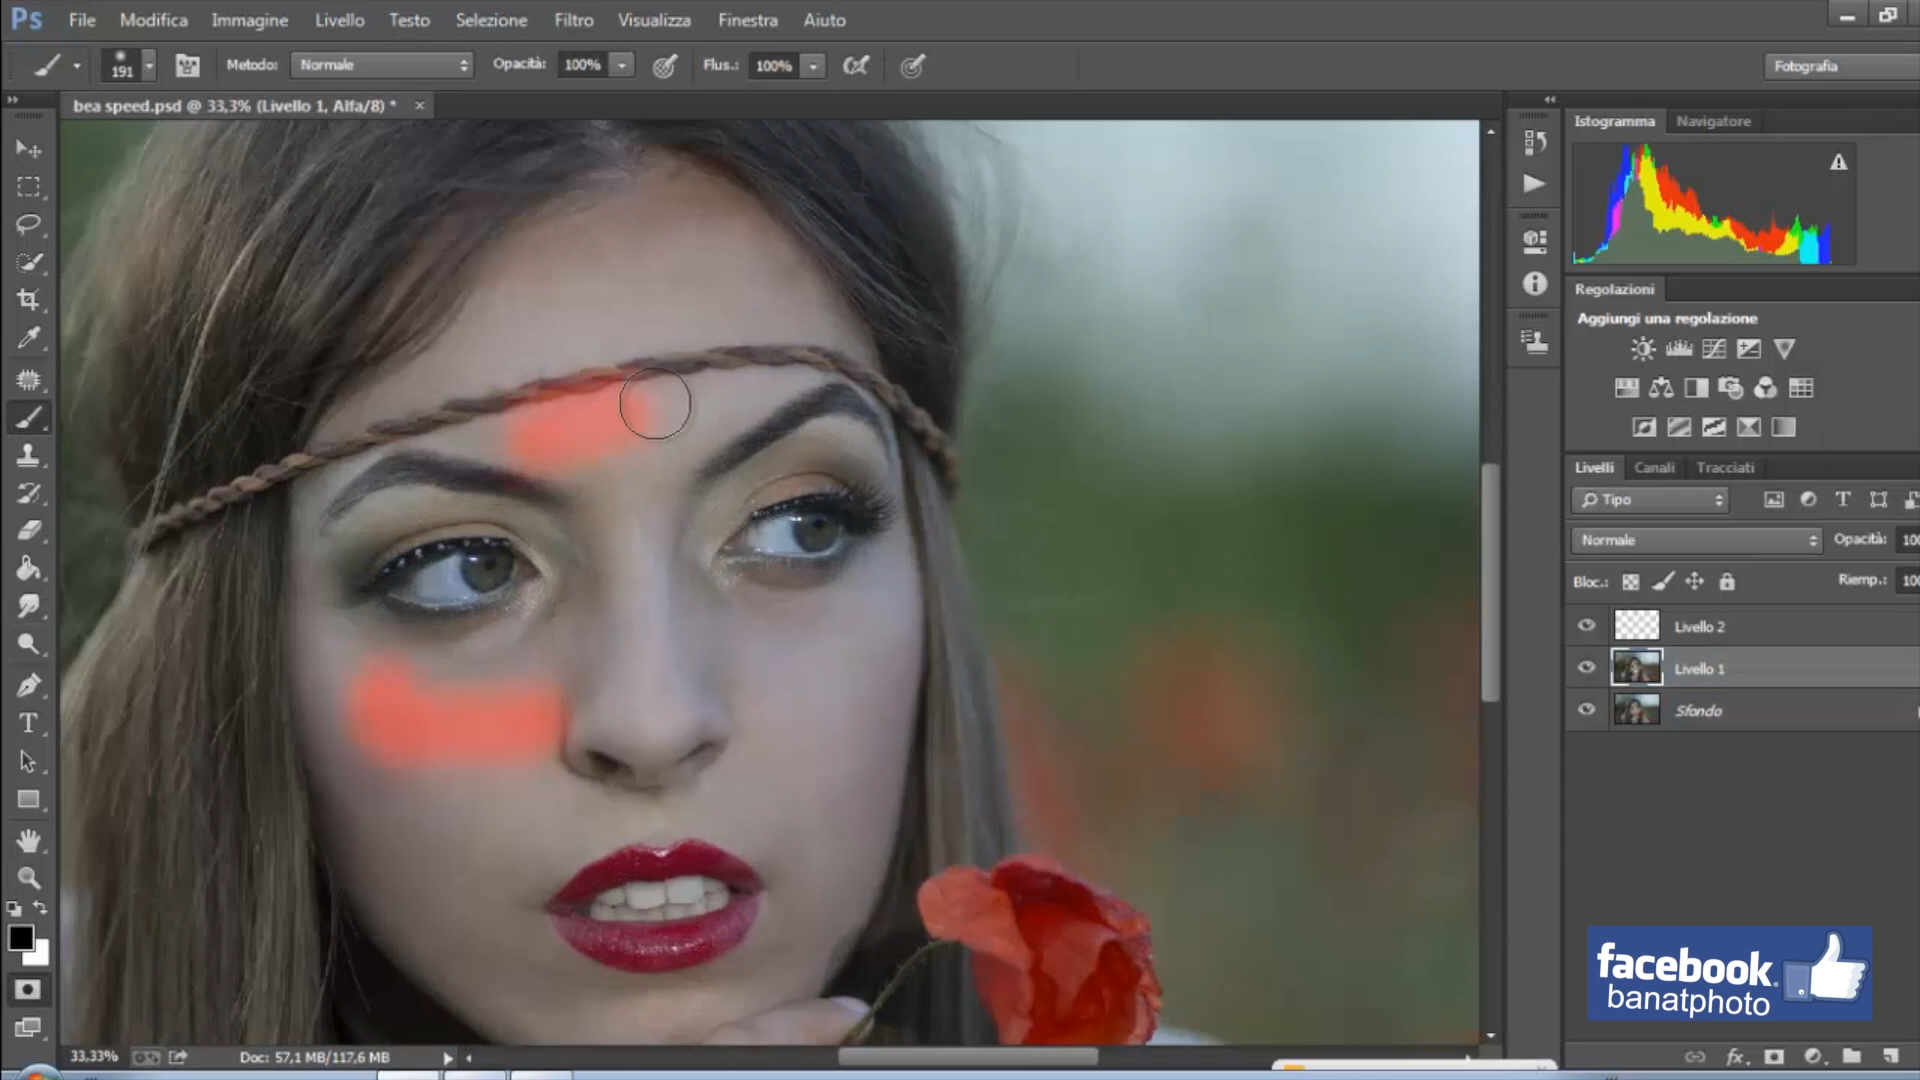 Ps File Modifica Immagine Livello Testo Selezione Filtro Visualizza Finestra Aiuto
191 Metodo: Normale Opacità: 100% Flus.: 100% Fotografia
bea speed.psd @ 33,3% (Livello 1, Alfa/8) * ×
Istogramma Navigatore
Regolazioni
Aggiungi una regolazione
Livelli Canali Tracciati
Tipo
Normale Opacità: 100
Bloc.: Riemp.: 100
Livello 2
Livello 1
Sfondo
T
facebook
banatphoto
33,33% Doc: 57,1 MB/117,6 MB
fx